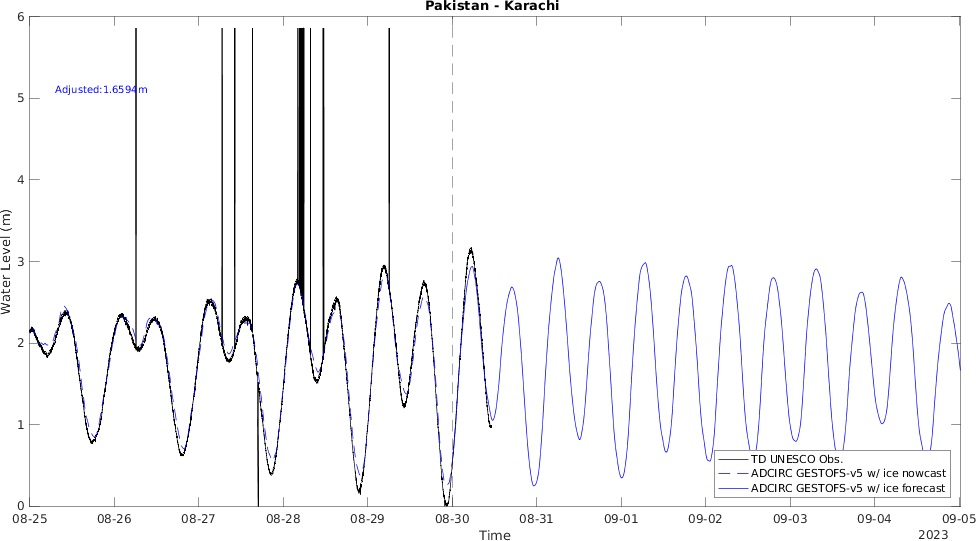 Pakistan - Karachi
6
5
4
3
2
1
0
Water Level (m)
Adjusted:1.6594m
TD UNESCO Obs.
ADCIRC GESTOFS-v5 w/ ice nowcast
ADCIRC GESTOFS-v5 w/ ice forecast
08-25 08-26 08-27 08-28 08-29 08-30 08-31 09-01 09-02 09-03 09-04 09-05
Time
2023